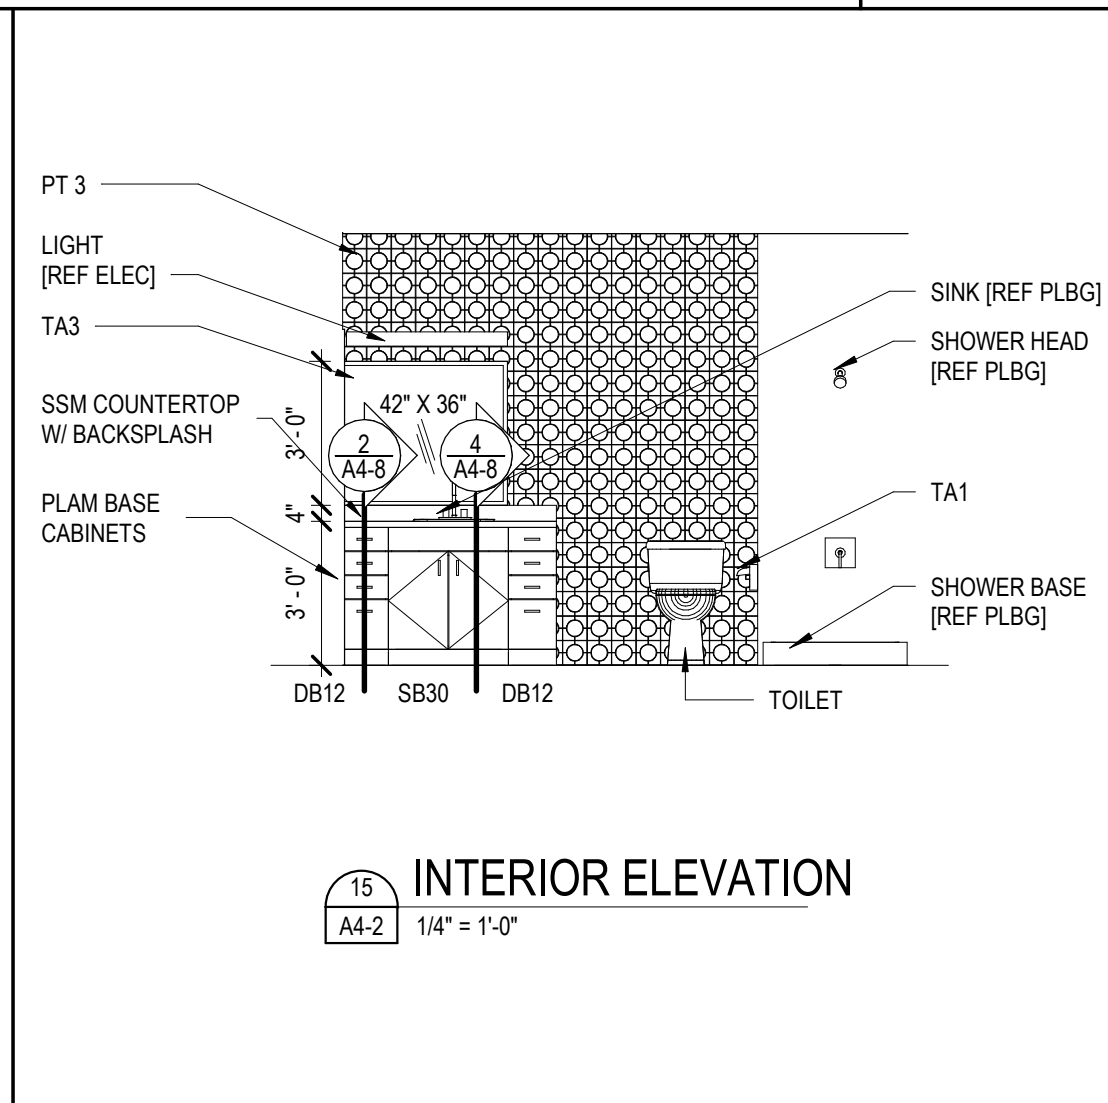 PT 3
LIGHT
[REF ELEC]
TA3
SSM COUNTERTOP
W/ BACKSPLASH
PLAM BASE
CABINETS
3' - 0"
4"
3' - 0"
42" X 36"
2
A4-8
4
A4-8
SINK [REF PLBG]
SHOWER HEAD
[REF PLBG]
TA1
SHOWER BASE
[REF PLBG]
TOILET
DB12 SB30 DB12
15
A4-2
INTERIOR ELEVATION
1/4" = 1'-0"